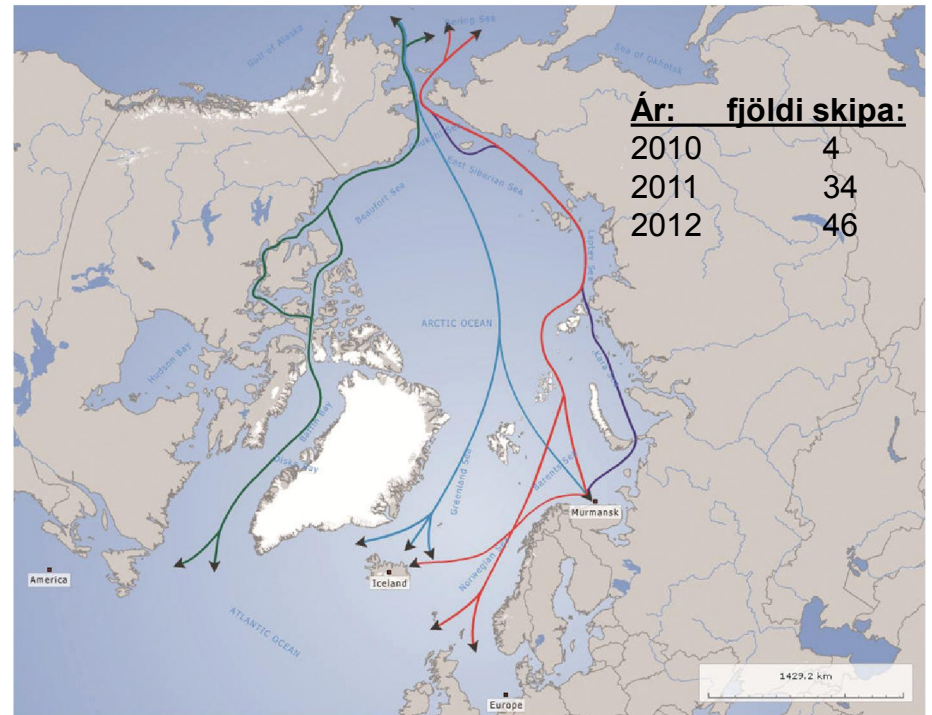 Bering Sea
Gulf of Alaska
Sea of Okhotsk
Ár: fjöldi skipa:
2010 4
2011 34
2012 46
East Siberian Sea
Beaufort Sea
Laptev Sea
ARCTIC OCEAN
Kara Sea
Hudson Bay
Baffin Bay
Disko Bay
Greenland Sea
Barents Sea
Murmansk
Norwegian Sea
America
Iceland
ATLANTIC OCEAN
1429.2 km
Europe